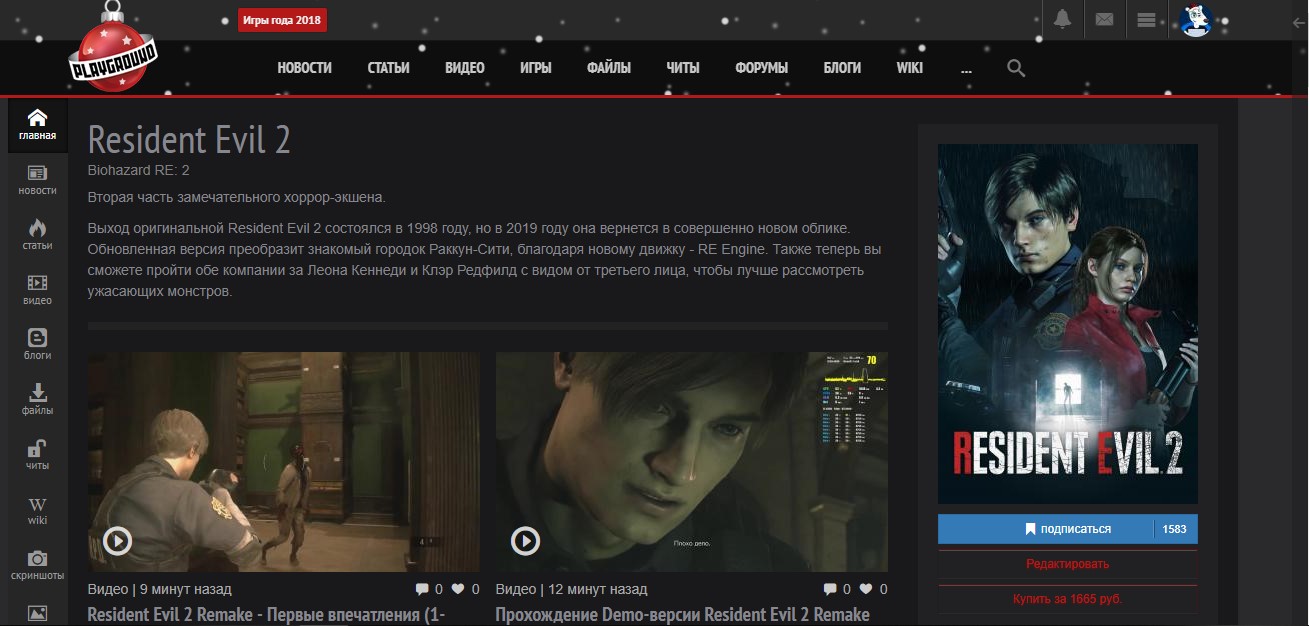 Игры года 2018
PLAYGROUND
НОВОСТИ СТАТЬИ ВИДЕО ИГРЫ ФАЙЛЫ ЧИТЫ ФОРУМЫ БЛОГИ WIKI ...
главная
новости
статьи
видео
блоги
файлы
читы
W
wiki
скриншоты
Resident Evil 2
Biohazard RE: 2
Вторая часть замечательного хоррор-экшена.
Выход оригинальной Resident Evil 2 состоялся в 1998 году, но в 2019 году она вернется в совершенно новом облике.
Обновленная версия преобразит знакомый городок Раккун-Сити, благодаря новому движку - RE Engine. Также теперь вы
сможете пройти обе компании за Леона Кеннеди и Клэр Редфилд с видом от третьего лица, чтобы лучше рассмотреть
ужасающих монстров.
Видео | 9 минут назад 0 0
Resident Evil 2 Remake - Первые впечатления (1-
70
Плохо дело.
Видео | 12 минут назад 0 0
Прохождение Demo-версии Resident Evil 2 Remake
RESIDENT EVIL 2
подписаться 1583
Редактировать
Купить за 1665 руб.